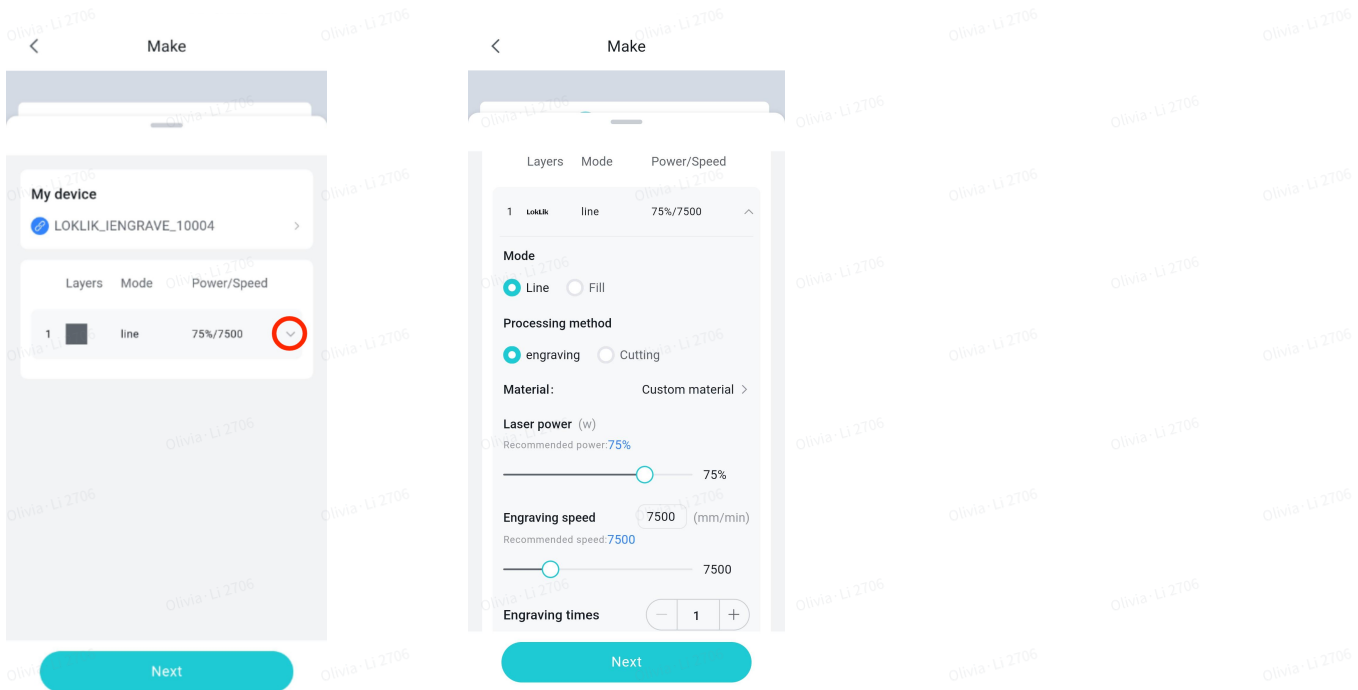 Make
My device
LOKLIK_IENGRAVE_10004
Layers Mode Power/Speed
1 line 75%/7500
Next
Make
Layers Mode Power/Speed
1 LokLik line 75%/7500
Mode
Line Fill
Processing method
engraving Cutting
Material: Custom material
Laser power (w)
Recommended power:75%
75%
Engraving speed 7500 (mm/min)
Recommended speed:7500
7500
Engraving times 1
Next
Olivia·Li 2706